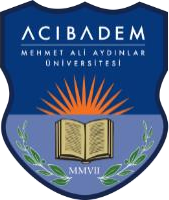 ACIBADEM
MEHMET ALİ AYDINLAR
ÜNİVERSİTESİ
MMVII